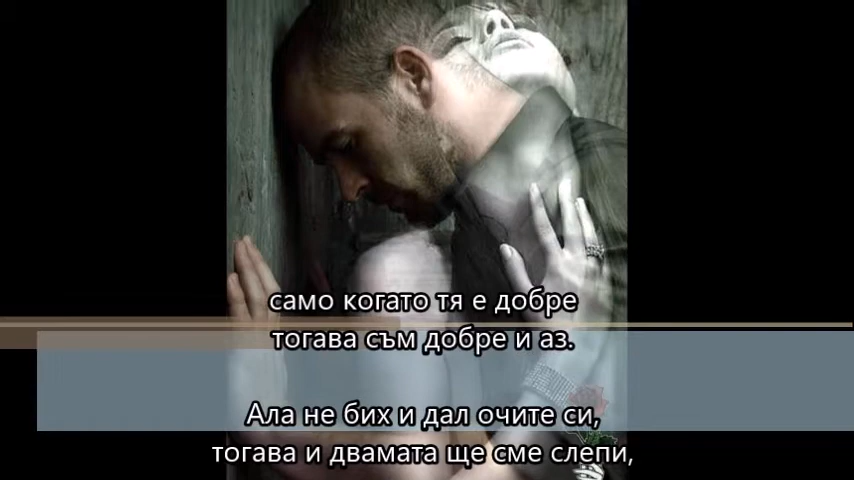 само когато тя е добре
тогава съм добре и аз.
Ала не бих и дал очите си,
тогава и двамата ще сме слепи,